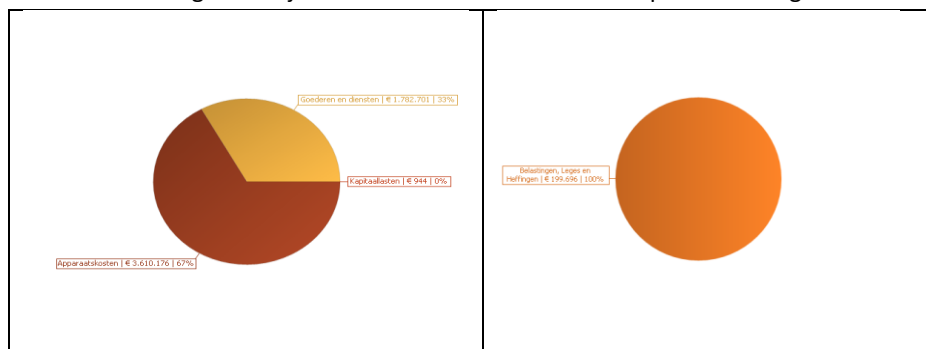 Goederen en diensten | € 1.782.701 | 33%
Kapitaallasten | € 944 | 0%
Apparaatskosten | € 3.610.176 | 67%
Belastingen, Leges en
Heffingen | € 199.696 | 100%